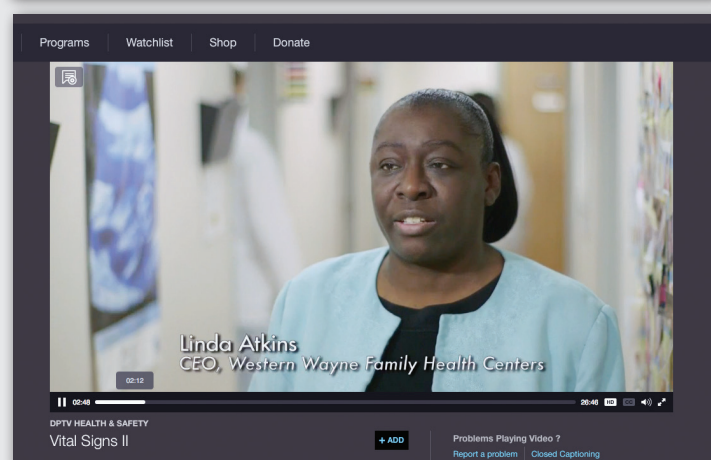 Programs Watchlist Shop Donate
Linda Atkins
CEO, Western Wayne Family Health Centers
02:12
02:48 26:46 HD CC
DPTV HEALTH & SAFETY
Vital Signs II
+ ADD
Problems Playing Video ?
Report a problem Closed Captioning